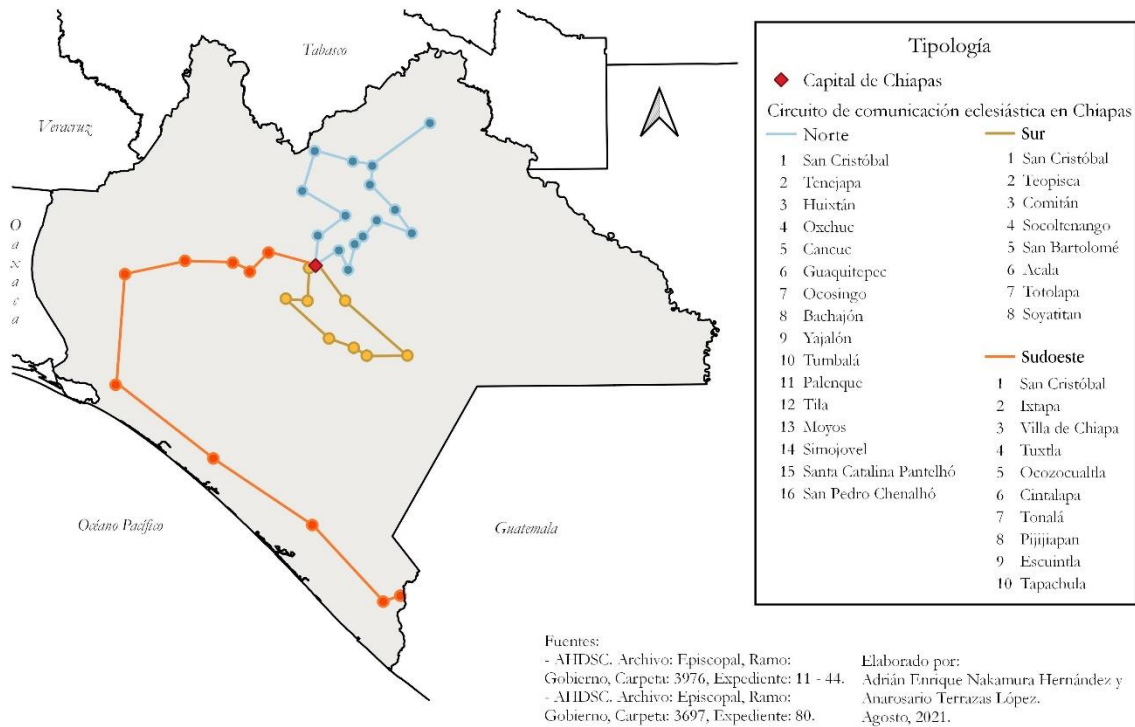 Tabasco
Veracruz
Oaxaca
Océano Pacífico
Guatemala
Tipología
Capital de Chiapas
Circuito de comunicación eclesiástica en Chiapas
Norte
1 San Cristóbal
2 Tenejapa
3 Huixtán
4 Oxchuc
5 Cancuc
6 Guaquitepec
7 Ocosingo
8 Bachajón
9 Yajalón
10 Tumbalá
11 Palenque
12 Tila
13 Moyos
14 Simojovel
15 Santa Catalina Pantelhó
16 San Pedro Chenalhó
Sur
1 San Cristóbal
2 Teopisca
3 Comitán
4 Socoltenango
5 San Bartolomé
6 Acala
7 Totolapa
8 Soyatitan
Sudoeste
1 San Cristóbal
2 Ixtapa
3 Villa de Chiapa
4 Tuxtla
5 Ocozocualtla
6 Cintalapa
7 Tonalá
8 Pijijiapan
9 Escuintla
10 Tapachula
Fuentes:
- AHDSC. Archivo: Episcopal, Ramo:
Gobierno, Carpeta: 3976, Expediente: 11 - 44.
- AHDSC. Archivo: Episcopal, Ramo:
Gobierno, Carpeta: 3697, Expediente: 80.
Elaborado por:
Adrián Enrique Nakamura Hernández y
Anarosario Terrazas López.
Agosto, 2021.